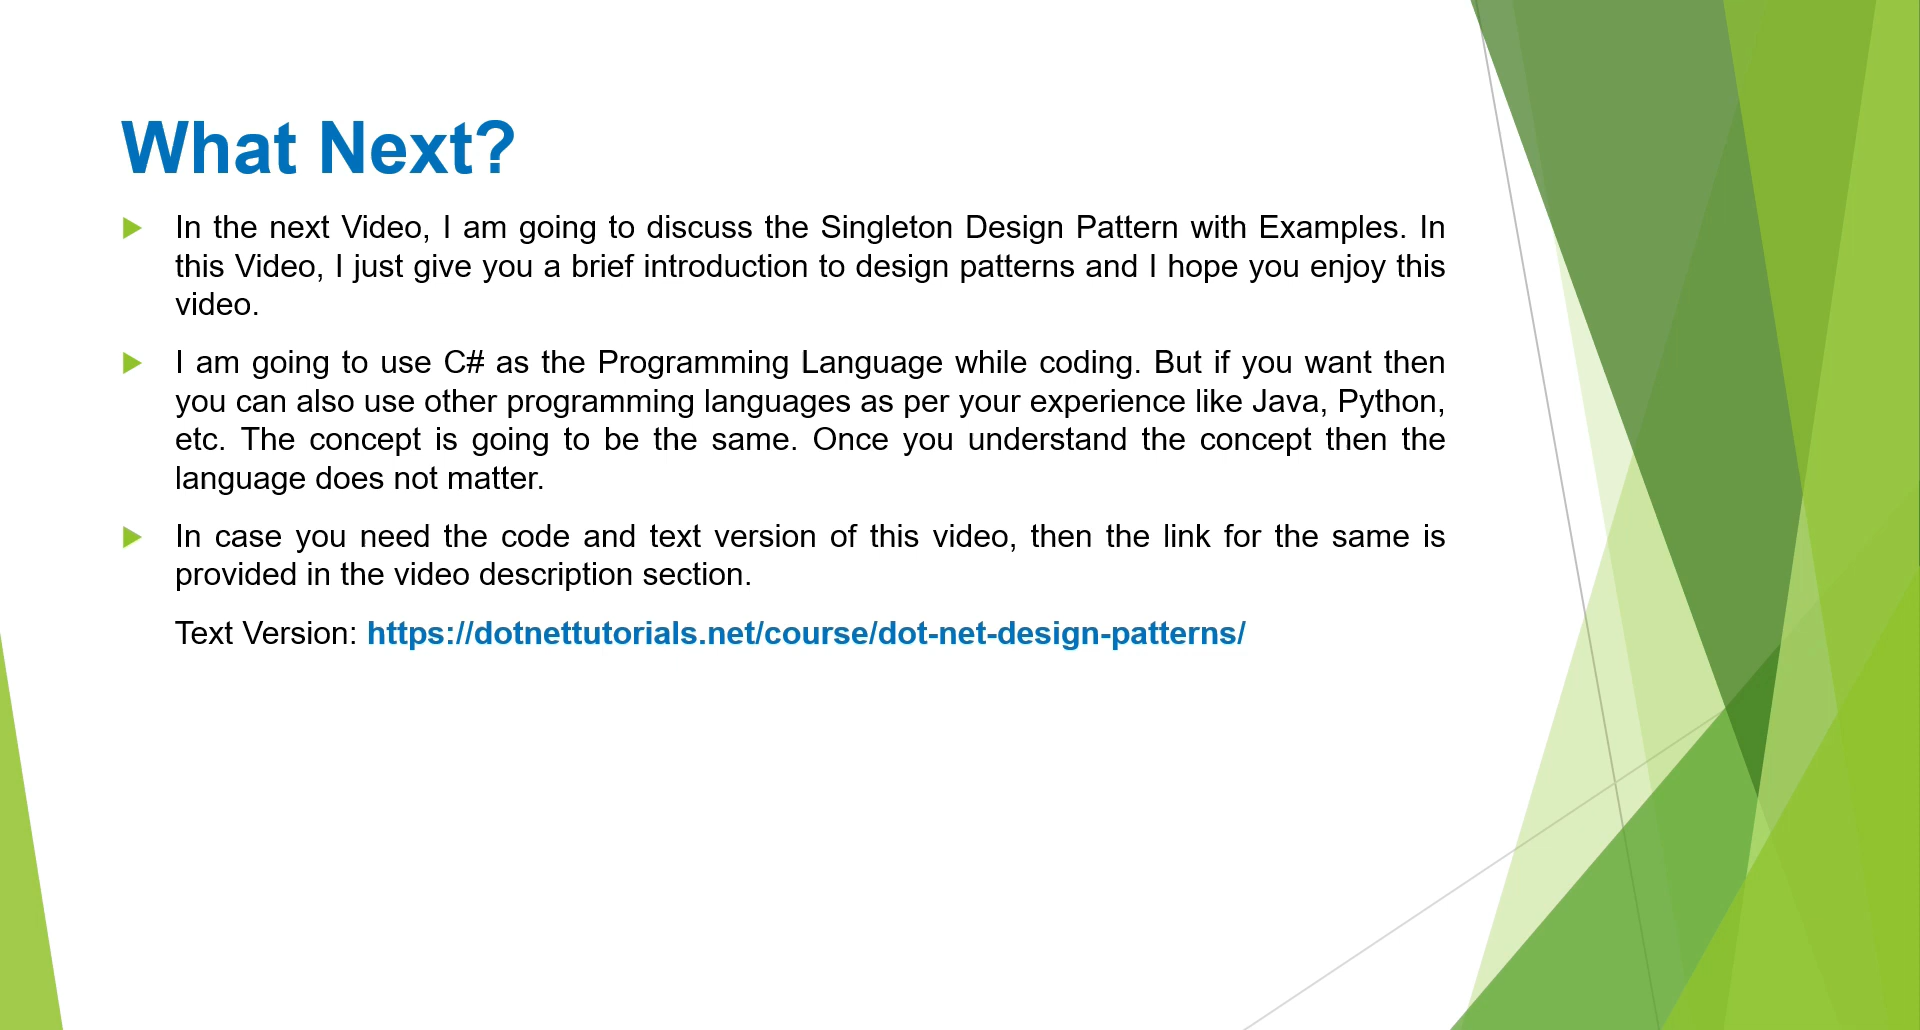 What Next?
In the next Video, I am going to discuss the Singleton Design Pattern with Examples. In
this Video, I just give you a brief introduction to design patterns and I hope you enjoy this
video.
I am going to use C# as the Programming Language while coding. But if you want then
you can also use other programming languages as per your experience like Java, Python,
etc. The concept is going to be the same. Once you understand the concept then the
language does not matter.
In case you need the code and text version of this video, then the link for the same is
provided in the video description section.
Text Version: https://dotnettutorials.net/course/dot-net-design-patterns/